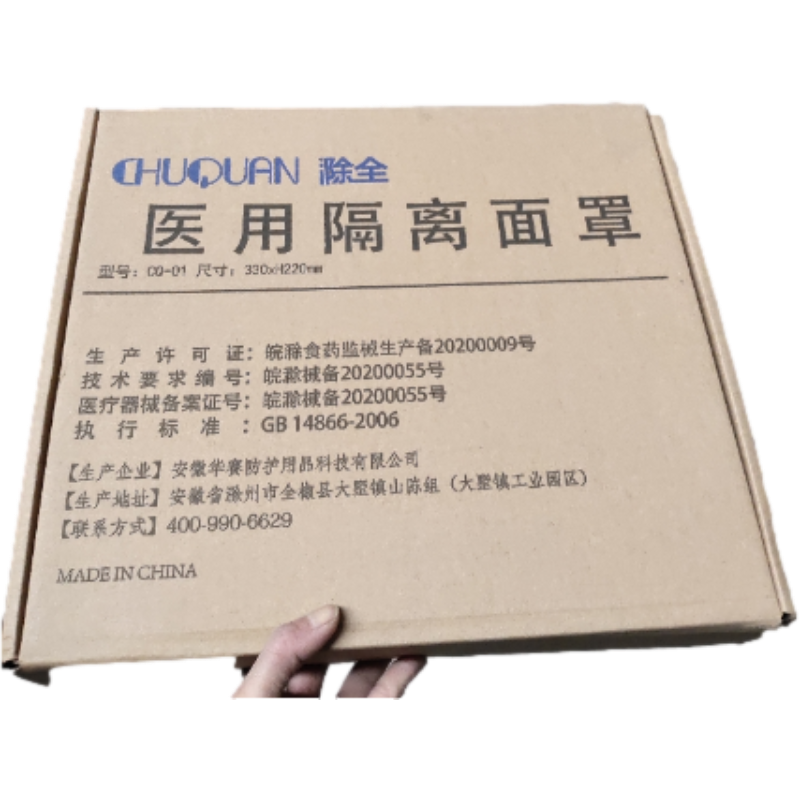 CHUQUAN 滁全
医用隔离面罩
型号：CQ-01 尺寸：330xH220mm
生产许可证：皖滁食药监械生产备20200009号
技术要求编号：皖滁械备20200055号
医疗器械备案证号：皖滁械备20200055号
执行标准：GB 14866-2006
【生产企业】安徽华赛防护用品科技有限公司
【生产地址】安徽省滁州市全椒县大墅镇山陈组（大墅镇工业园区）
【联系方式】400-990-6629
MADE IN CHINA